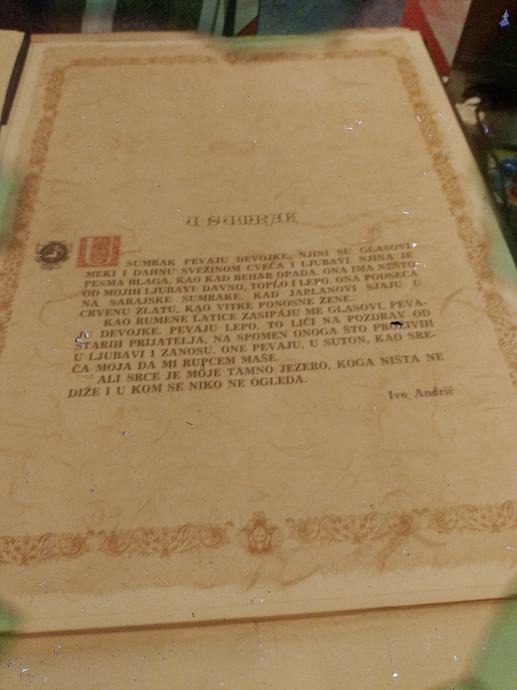 U SUMRAK
U SUMRAK PEVAJU DEVOJKE, NJINI SU GLASOVI
MEKI I DAHNU SVEŽINOM CVEĆA I LJUBAVI. NJINA JE
PESMA BLAGA, KAO KAD BEHAR OPADA. ONA IMA NEŠTO
OD MOJIH LJUBAVI DAVNO, TOPLO I LEPO. ONA PODSEĆA
NA SARAJSKE SUMRAKE, KAD JABLANOVI SJAJU U
CRVENU ZLATU, KAO VITKE PONOSNE ŽENE.
KAO RUMENE LATICE ZASIPAJU ME GLASOVI. PEVA-
JU DEVOJKE. PEVAJU LEPO. TO LIČI NA POZDRAV OD
STARIH PRIJATELJA, NA SPOMEN ONOGA ŠTO PROŽIVIH
U LJUBAVI I ZANOSU. ONE PEVAJU, U SUTON, KAO SRE-
ĆA MOJA DA MI RUPCEM MAŠE.
ALI SRCE JE MOJE TAMNO JEZERO, KOGA NIŠTA NE
DIŽE I U KOM SE NIKO NE OGLEDA.
Ivo Andrić